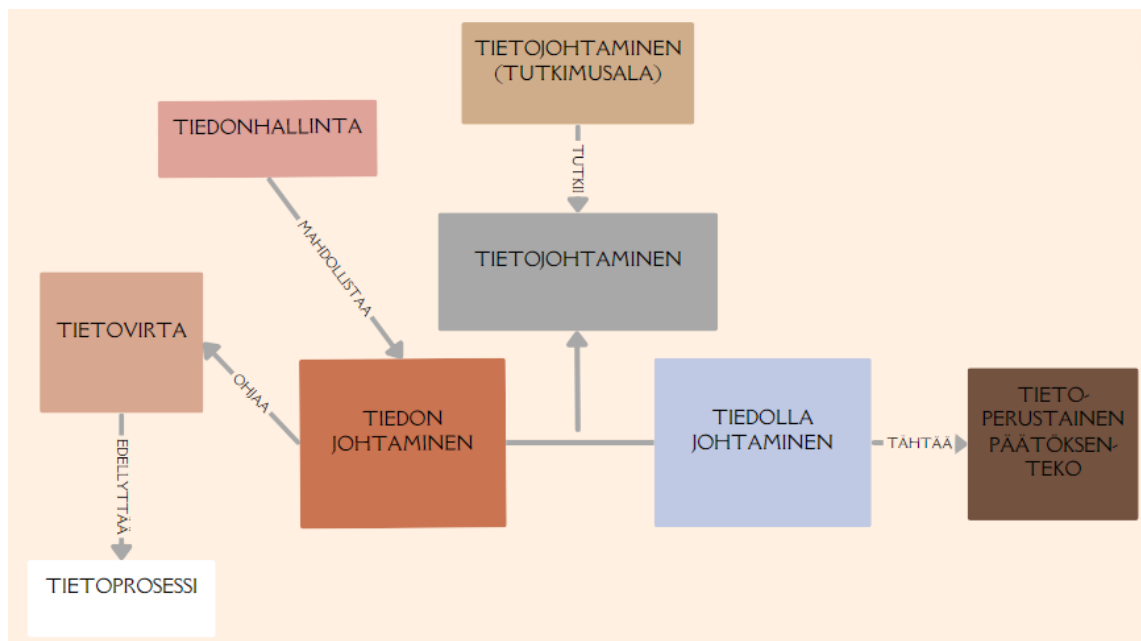 TIETOJOHTAMINEN
(TUTKIMUSALA)
TIEDONHALLINTA
TUTKII
TIETOJOHTAMINEN
MAHDOLLISTAA
TIETOVIRTA
OHJAA
TIEDON
JOHTAMINEN
TIEDOLLA
JOHTAMINEN
TÄHTÄÄ
TIETO-
PERUSTAINEN
PÄÄTÖKSEN-
TEKO
EDELLYTTÄÄ
TIETOPROSESSI